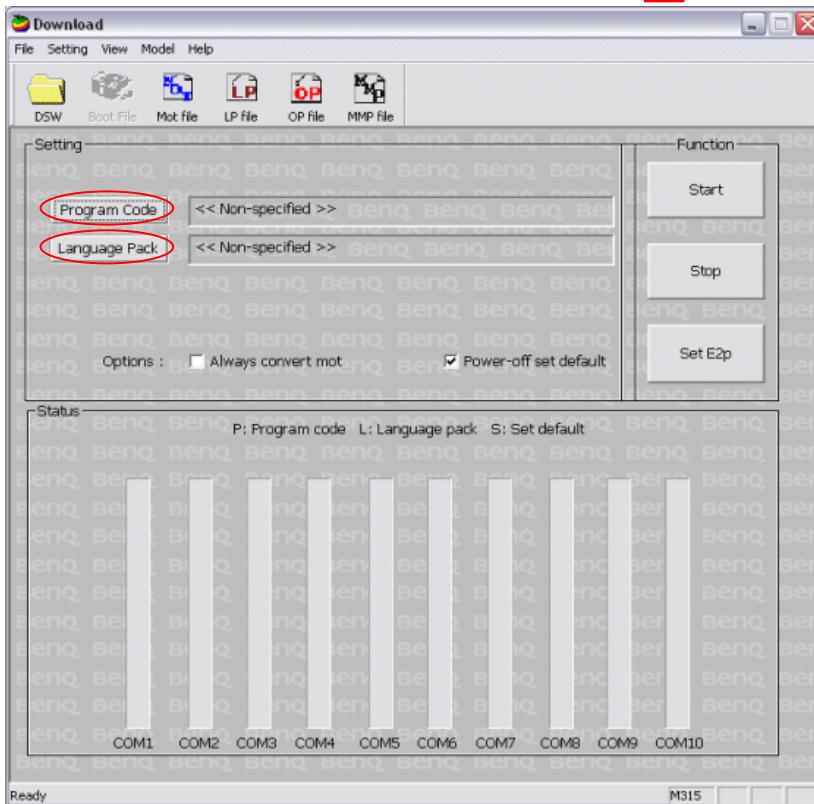 Download
File Setting View Model Help
DSW Boot File Mot file LP file OP file MMP file
Setting
Function
Program Code << Non-specified >>
Start
Language Pack << Non-specified >>
Stop
Options : Always convert mot Power-off set default
Set E2p
Status
P: Program code L: Language pack S: Set default
COM1 COM2 COM3 COM4 COM5 COM6 COM7 COM8 COM9 COM10
Ready M315